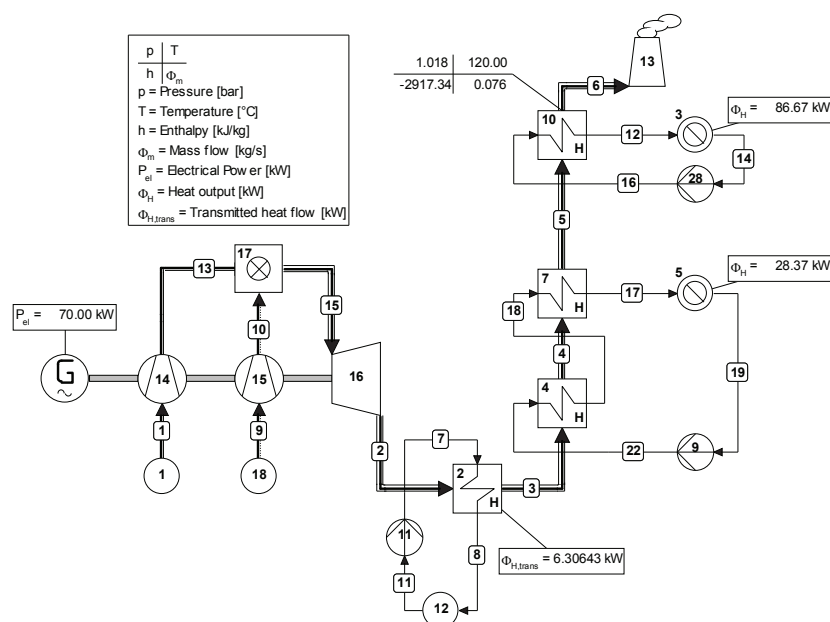 p T
h Φm
p = Pressure [bar]
T = Temperature [°C]
h = Enthalpy [kJ/kg]
Φm = Mass flow [kg/s]
Pel = Electrical Power [kW]
ΦH = Heat output [kW]
ΦH,trans = Transmitted heat flow [kW]
1.018 120.00
-2917.34 0.076
6
13
10
H
12
3
ΦH = 86.67 kW
14
16
28
5
7
H
17
5
ΦH = 28.37 kW
18
4
19
4
H
22
9
17
13
15
10
Pel = 70.00 kW
G
~
14
15
16
1
9
1
18
2
7
2
H
3
11
8
11
12
ΦH,trans = 6.30643 kW